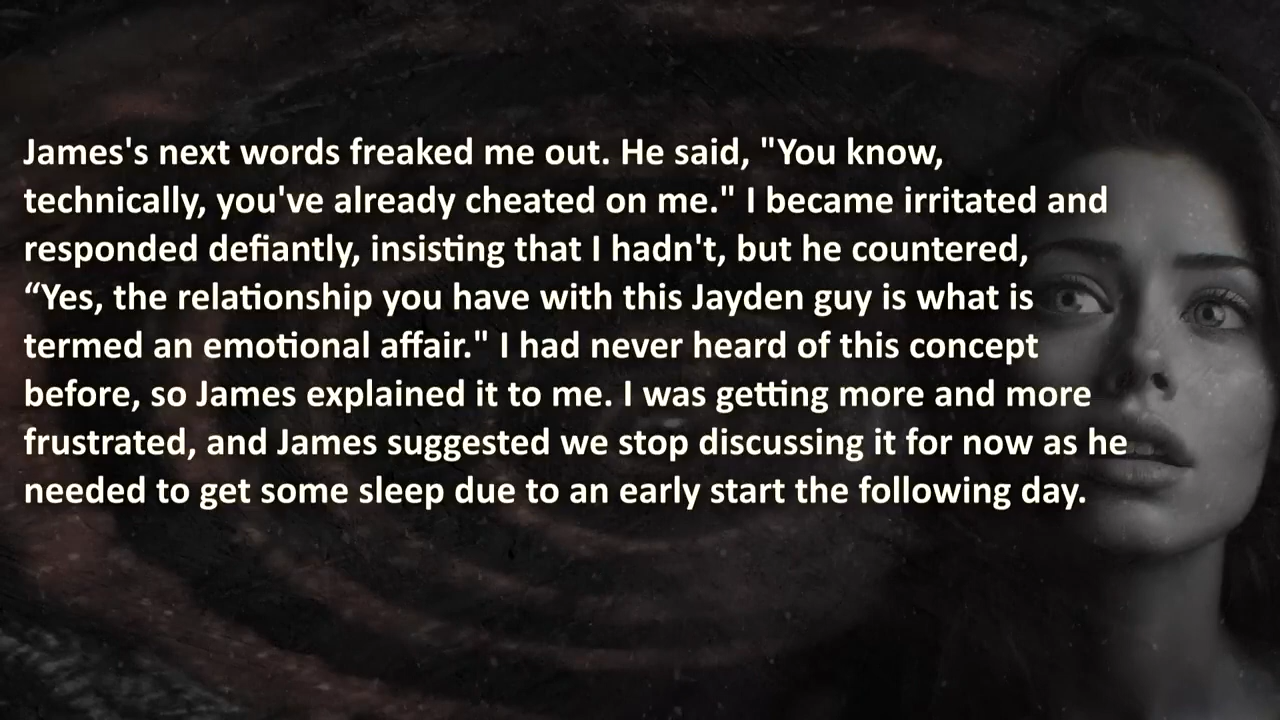 James's next words freaked me out. He said, "You know,
technically, you've already cheated on me." I became irritated and
responded defiantly, insisting that I hadn't, but he countered,
“Yes, the relationship you have with this Jayden guy is what is
termed an emotional affair." I had never heard of this concept
before, so James explained it to me. I was getting more and more
frustrated, and James suggested we stop discussing it for now as he
needed to get some sleep due to an early start the following day.